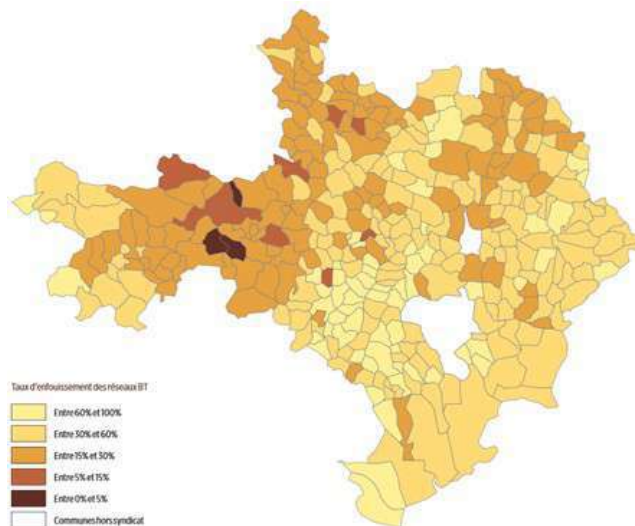 Taux d'enfouissement des réseaux BT
Entre 60% et 100%
Entre 30% et 60%
Entre 15% et 30%
Entre 5% et 15%
Entre 0% et 5%
Communes hors syndicat